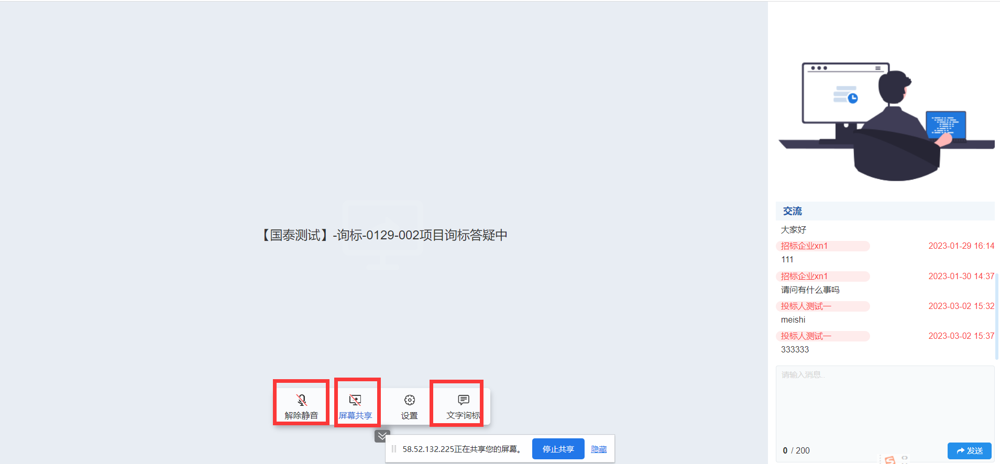 【国泰测试】-询标-0129-002项目询标答疑中
解除静音
屏幕共享
设置
文字询标
58.52.132.225正在共享您的屏幕。
停止共享
隐藏
交流
大家好
招标企业xn1 2023-01-29 16:14
111
招标企业xn1 2023-01-30 14:37
请问有什么事吗
投标人测试一 2023-03-02 15:32
meishi
投标人测试一 2023-03-02 15:37
333333
请输入消息..
0 / 200
发送